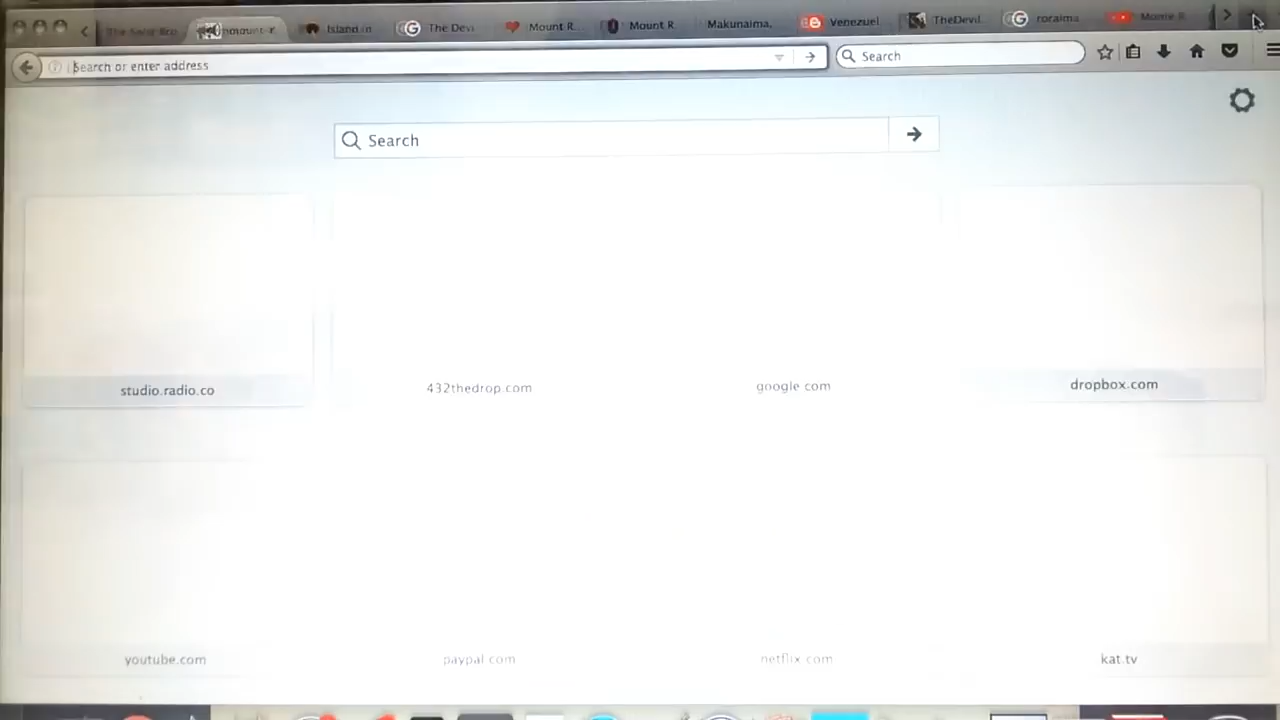 Island in
The Devi
Mount R
Mount R
Makunaima,
Venezuel
TheDevil
roraima
Search or enter address
Search
Search
studio.radio.co
432thedrop.com
google.com
dropbox.com
youtube.com
paypal.com
netflix.com
kat.tv